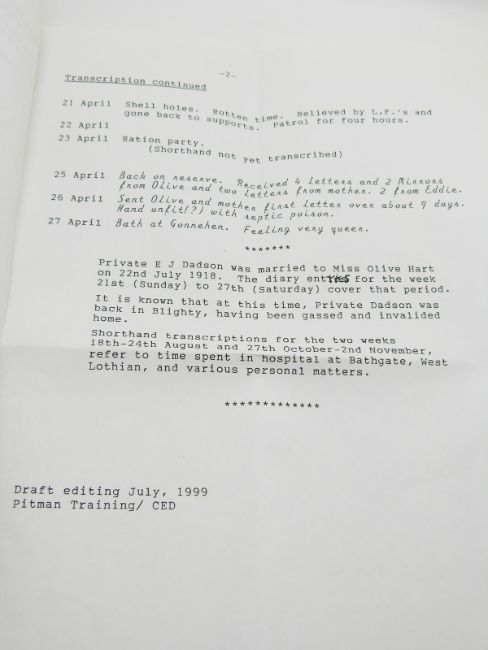 -2-
Transcription continued
21 April Shell holes. Rotten time. Relieved by L.F.'s and
gone back to supports. Patrol for four hours.
22 April
23 April Ration party.
(Shorthand not yet transcribed)
25 April Back on reserve. Received 4 letters and 2 Mirrors
from Olive and two letters from mother. 2 from Eddie.
26 April Sent Olive and mother first letter over about 9 days.
Hand unfit(?) with septic poison.
27 April Bath at Gonnehen. Feeling very queer.
*******
Private E J Dadson was married to Miss Olive Hart
on 22nd July 1918. The diary entries for the week
21st (Sunday) to 27th (Saturday) cover that period.
It is known that at this time, Private Dadson was
back in Blighty, having been gassed and invalided
home.
Shorthand transcriptions for the two weeks
18th-24th August and 27th October-2nd November,
refer to time spent in hospital at Bathgate, West
Lothian, and various personal matters.
*************
Draft editing July, 1999
Pitman Training/ CED